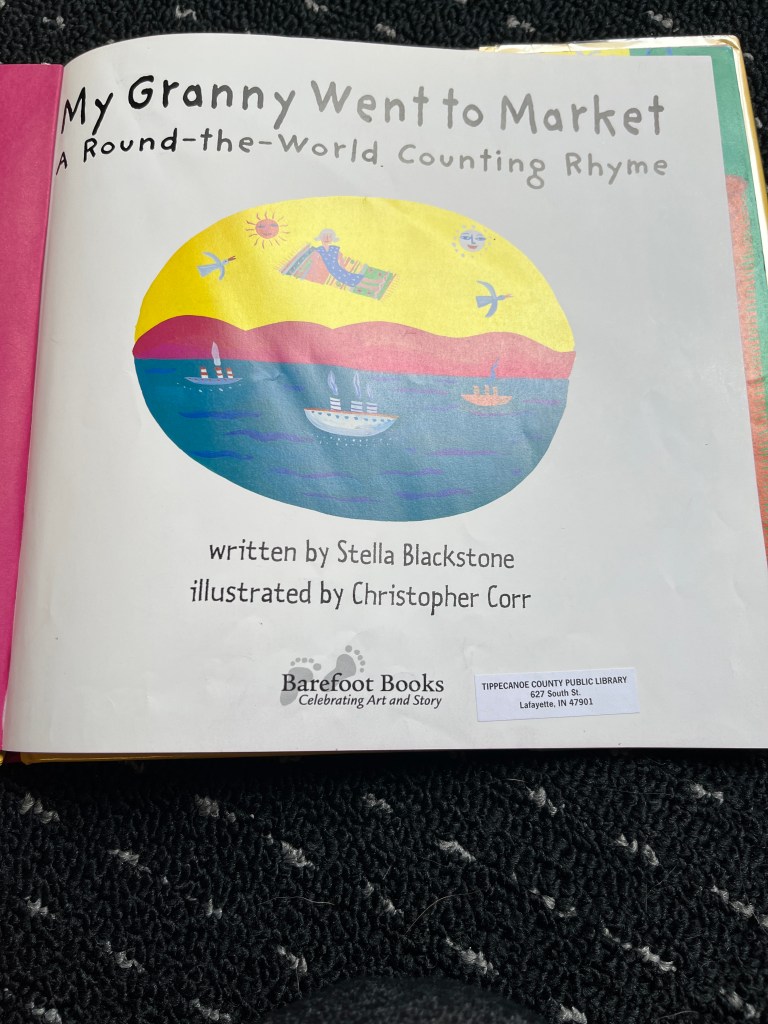 My Granny Went to Market
A Round-the-World Counting Rhyme
written by Stella Blackstone
illustrated by Christopher Corr
Barefoot Books
Celebrating Art and Story
TIPPECANOE COUNTY PUBLIC LIBRARY
627 South St.
Lafayette, IN 47901